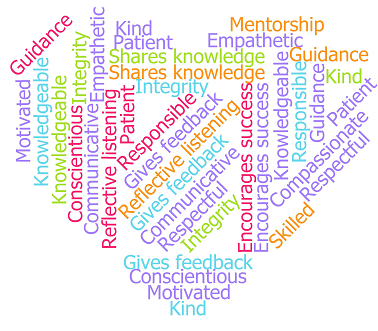 Guidance
Kind
Mentorship
Patient
Empathetic
Shares knowledge
Guidance
Shares knowledge
Kind
Integrity
Motivated
Knowledgeable
Knowledgeable
Integrity
Conscientious
Empathetic
Communicative
Reflective listening
Patient
Responsible
Gives feedback
Reflective listening
Gives feedback
Communicative
Respectful
Integrity
Encourages success
Encourages success
Knowledgeable
Responsible
Guidance
Patient
Compassionate
Respectful
Skilled
Gives feedback
Conscientious
Motivated
Kind